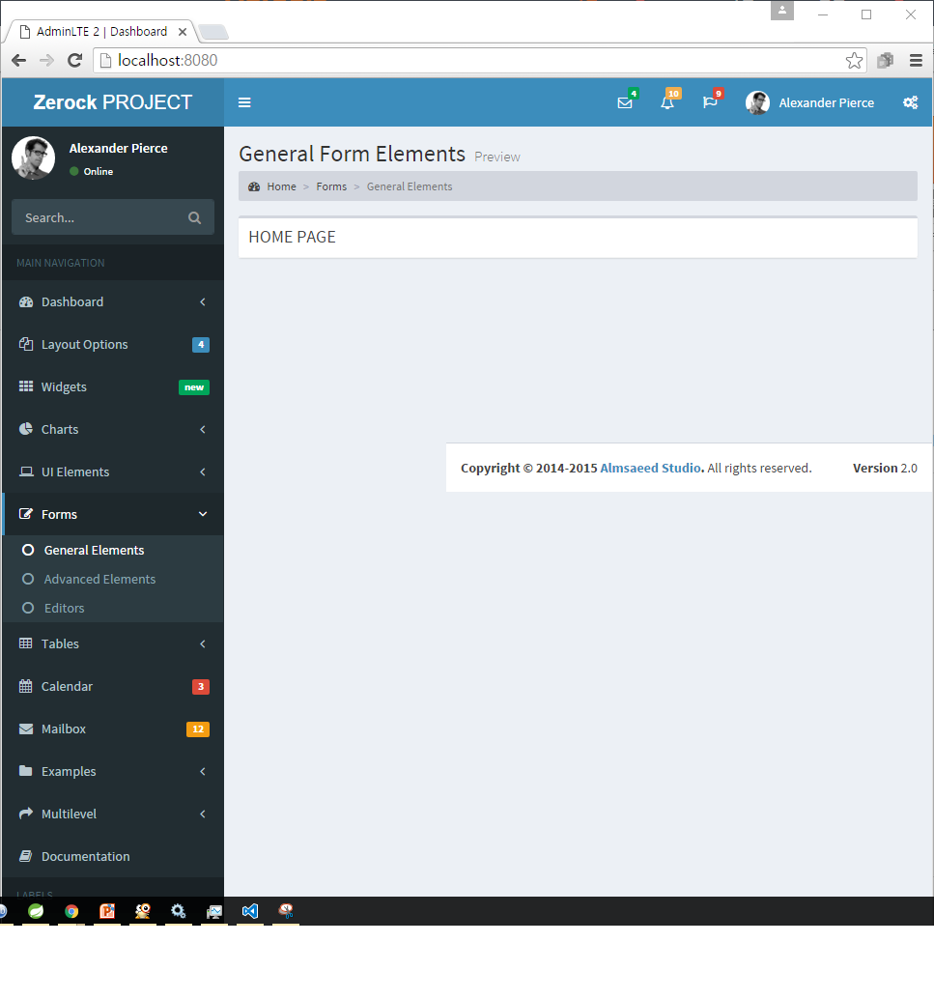 AdminLTE 2 | Dashboard
localhost:8080
Zerock PROJECT
4
10
9
Alexander Pierce
Alexander Pierce
Online
Search...
MAIN NAVIGATION
Dashboard
Layout Options 4
Widgets new
Charts
UI Elements
Forms
General Elements
Advanced Elements
Editors
Tables
Calendar 3
Mailbox 12
Examples
Multilevel
Documentation
LABELS
General Form Elements Preview
Home > Forms > General Elements
HOME PAGE
Copyright © 2014-2015 Almsaeed Studio. All rights reserved. Version 2.0